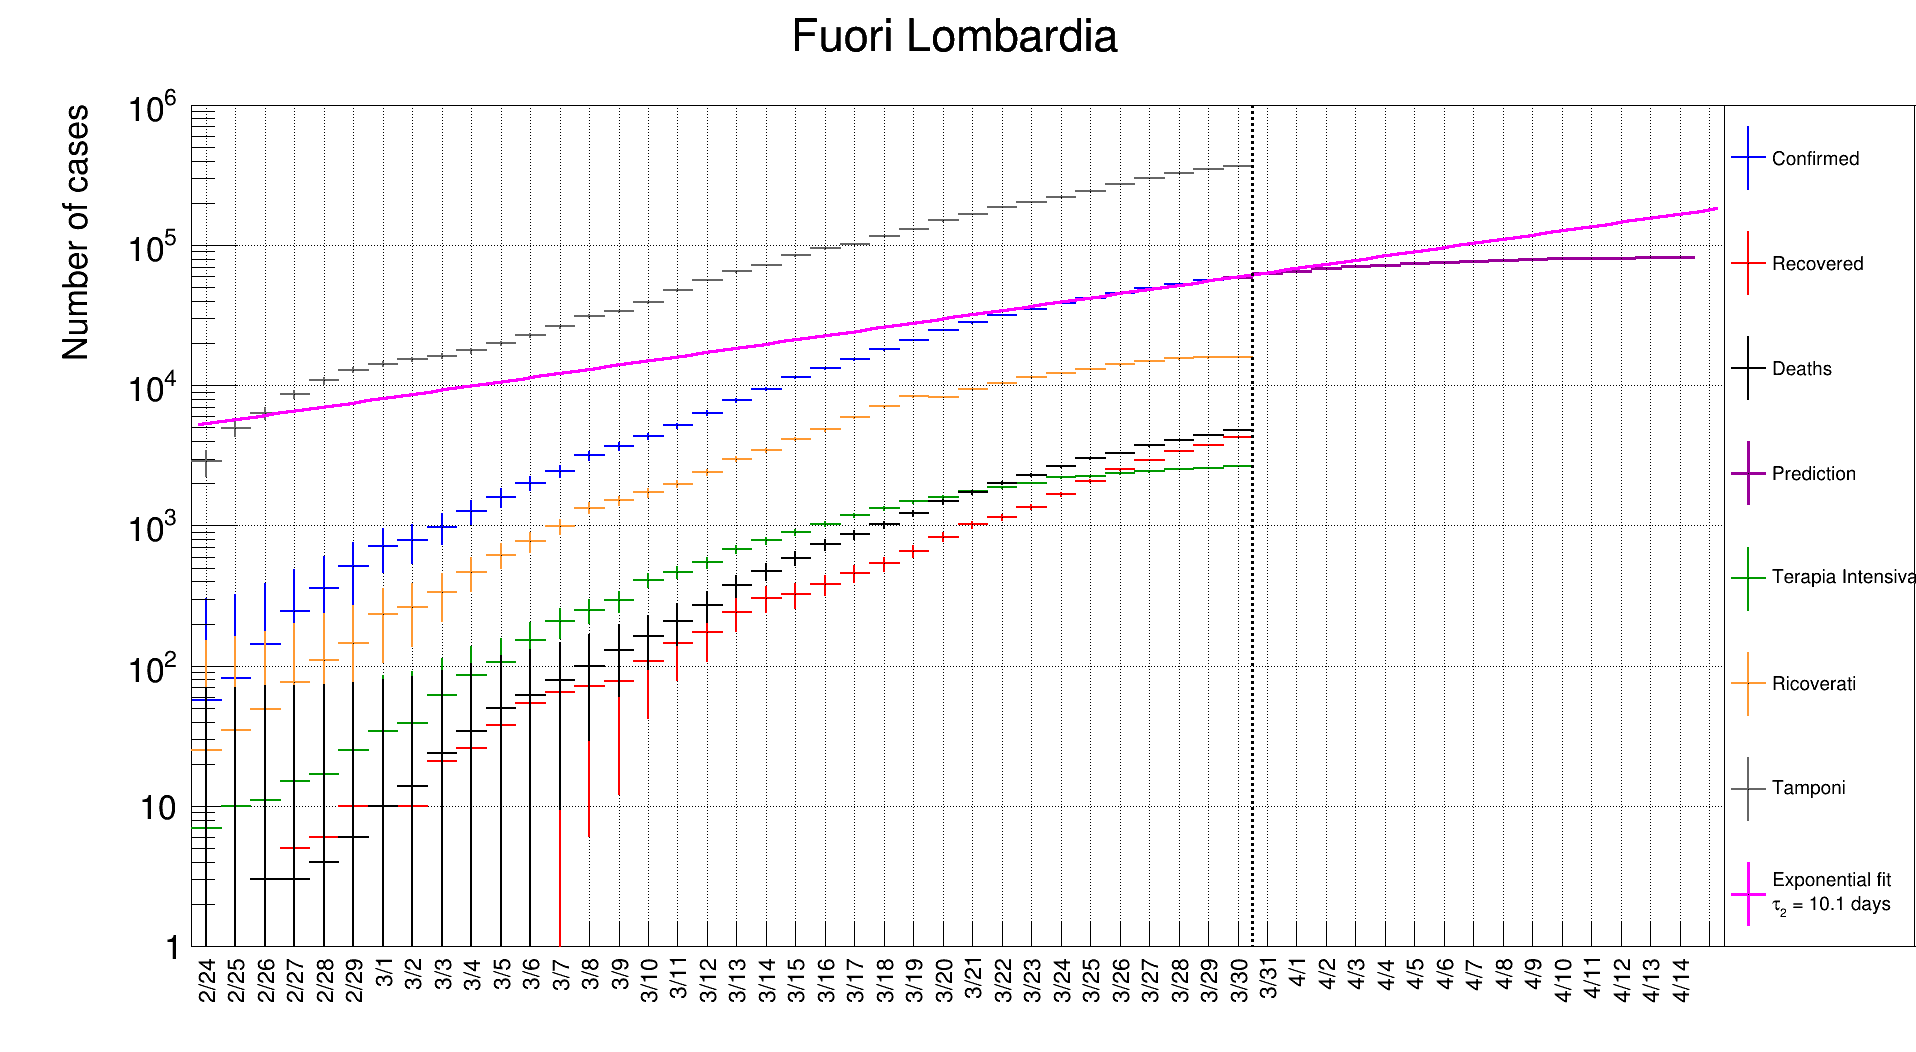 Fuori Lombardia
Number of cases
10^6
10^5
10^4
10^3
10^2
10
1
2/24 2/25 2/26 2/27 2/28 2/29 3/1 3/2 3/3 3/4 3/5 3/6 3/7 3/8 3/9 3/10 3/11 3/12 3/13 3/14 3/15 3/16 3/17 3/18 3/19 3/20 3/21 3/22 3/23 3/24 3/25 3/26 3/27 3/28 3/29 3/30 3/31 4/1 4/2 4/3 4/4 4/5 4/6 4/7 4/8 4/9 4/10 4/11 4/12 4/13 4/14
Confirmed
Recovered
Deaths
Prediction
Terapia Intensiva
Ricoverati
Tamponi
Exponential fit
τ₂ = 10.1 days